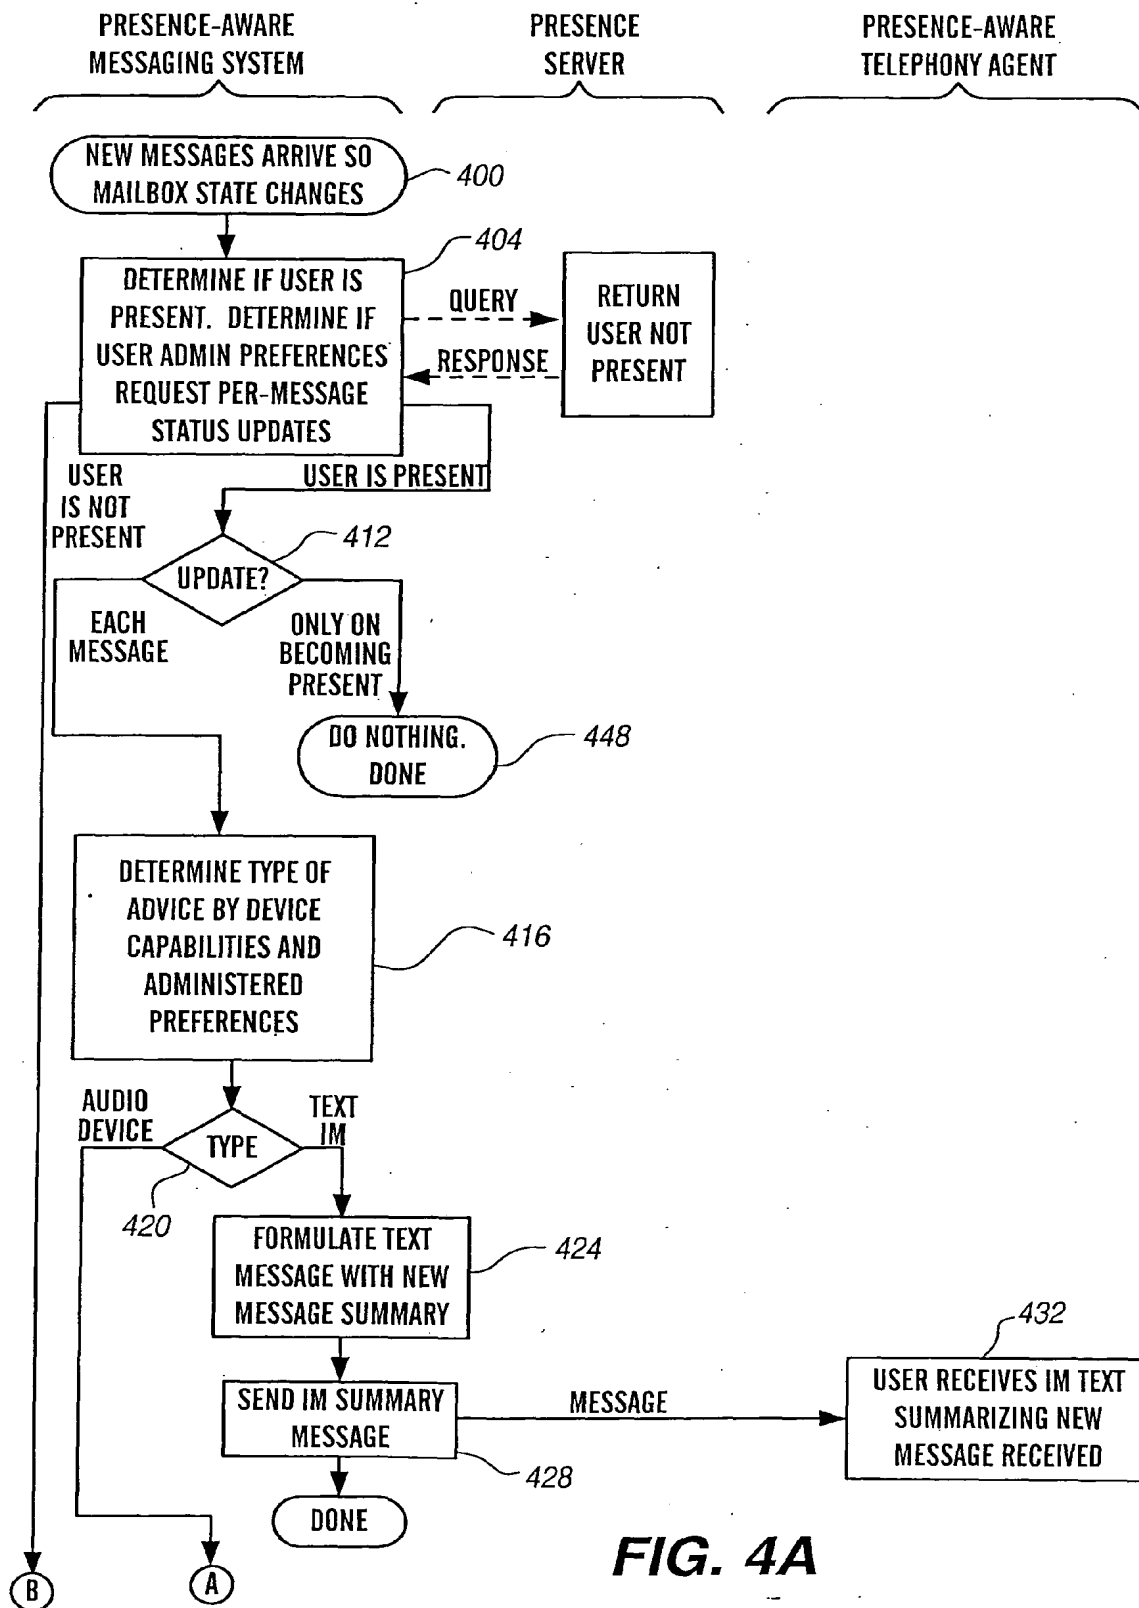 PRESENCE-AWARE
MESSAGING SYSTEM
PRESENCE
SERVER
PRESENCE-AWARE
TELEPHONY AGENT
NEW MESSAGES ARRIVE SO
MAILBOX STATE CHANGES
400
404
DETERMINE IF USER IS
PRESENT. DETERMINE IF
USER ADMIN PREFERENCES
REQUEST PER-MESSAGE
STATUS UPDATES
QUERY
RESPONSE
RETURN
USER NOT
PRESENT
USER
IS NOT
PRESENT
USER IS PRESENT
412
UPDATE?
EACH
MESSAGE
ONLY ON
BECOMING
PRESENT
DO NOTHING.
DONE
448
DETERMINE TYPE OF
ADVICE BY DEVICE
CAPABILITIES AND
ADMINISTERED
PREFERENCES
416
AUDIO
DEVICE
TEXT
IM
TYPE
420
FORMULATE TEXT
MESSAGE WITH NEW
MESSAGE SUMMARY
424
SEND IM SUMMARY
MESSAGE
428
MESSAGE
432
USER RECEIVES IM TEXT
SUMMARIZING NEW
MESSAGE RECEIVED
DONE
B
A
FIG. 4A